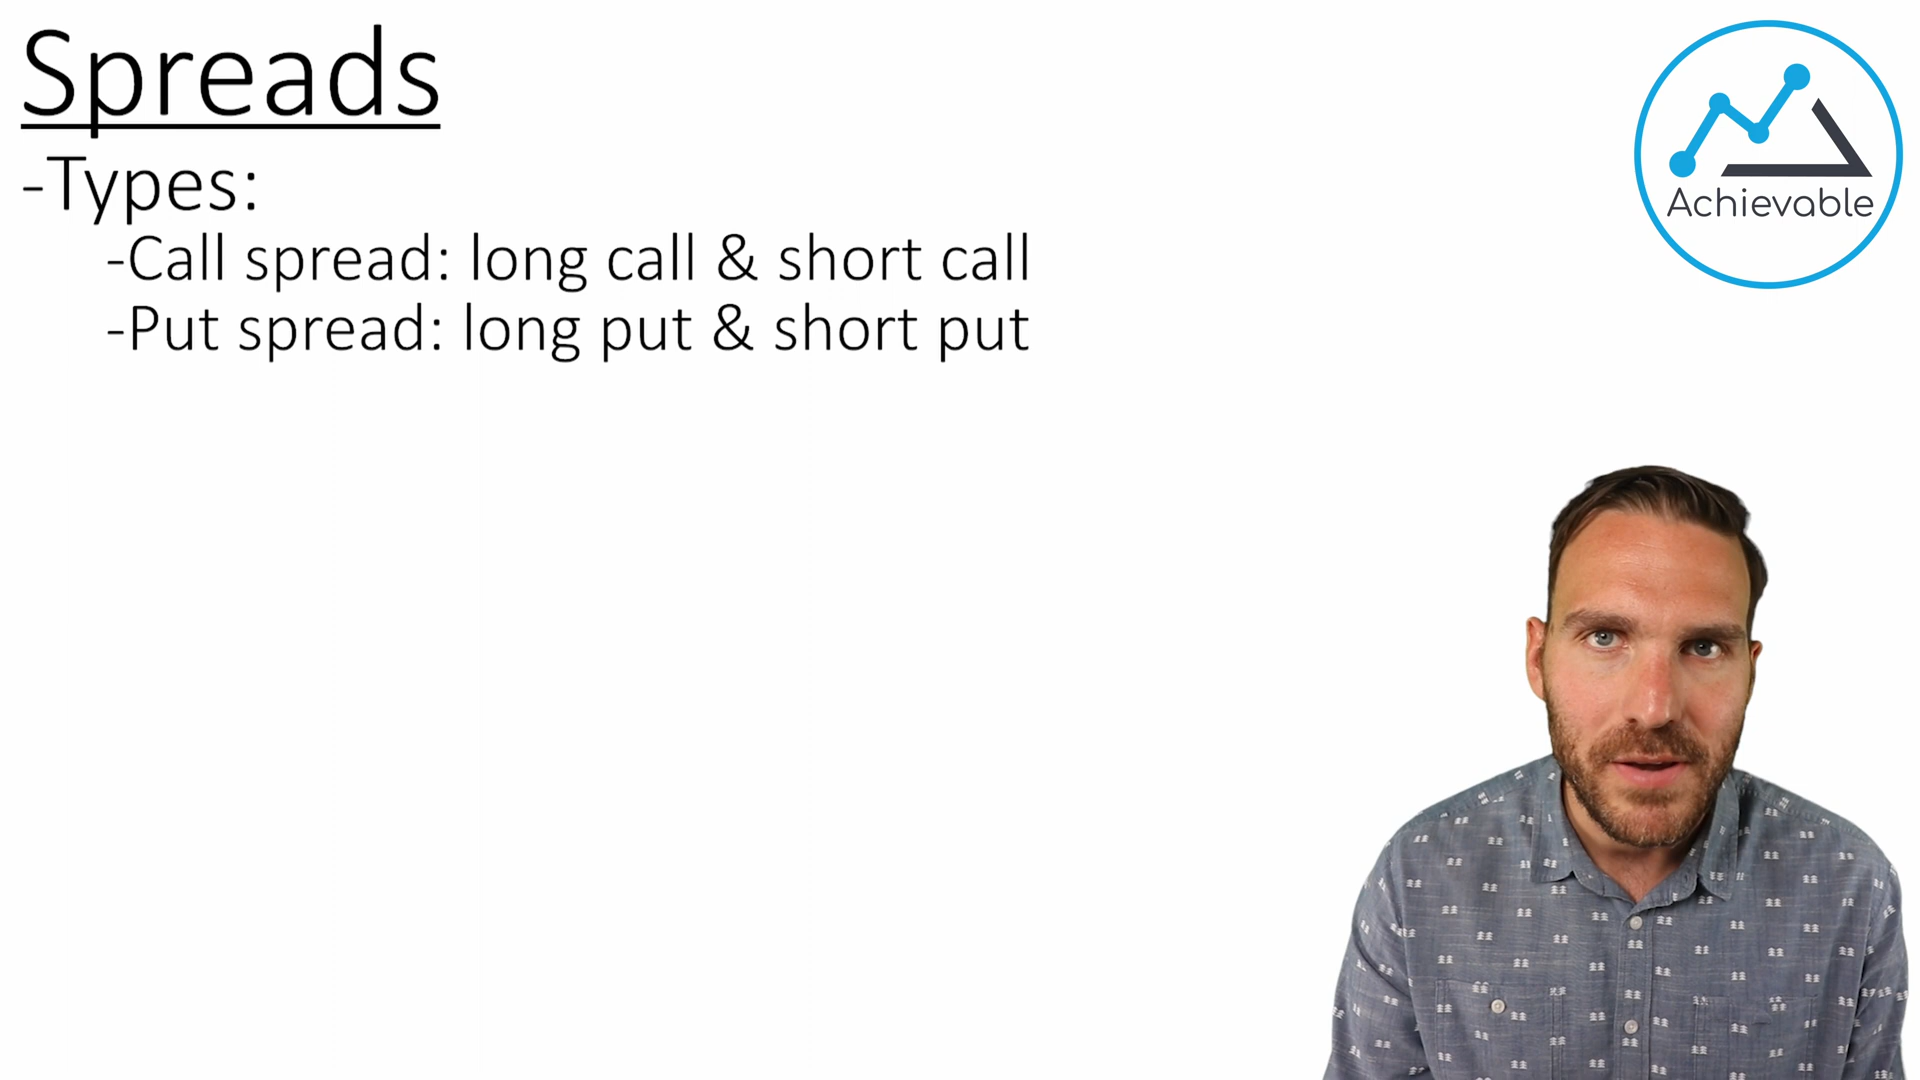 Spreads
-Types:
-Call spread: long call & short call
-Put spread: long put & short put
Achievable